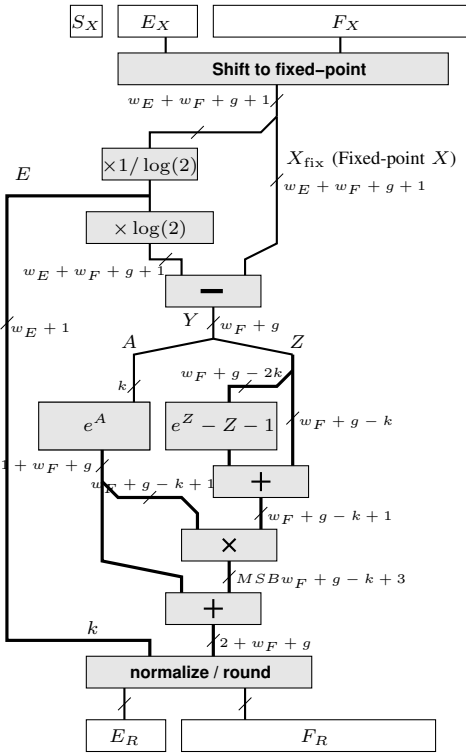 S_X E_X F_X
Shift to fixed–point
w_E + w_F + g + 1
×1/ log(2)
X_fix (Fixed-point X)
E
w_E + w_F + g + 1
× log(2)
w_E + w_F + g + 1
−
Y w_F + g
w_E + 1
A Z
w_F + g − 2k
k
e^A e^Z − Z − 1 w_F + g − k
1 + w_F + g
w_F + g − k + 1
+
w_F + g − k + 1
×
MSB w_F + g − k + 3
+
k
2 + w_F + g
normalize / round
E_R F_R